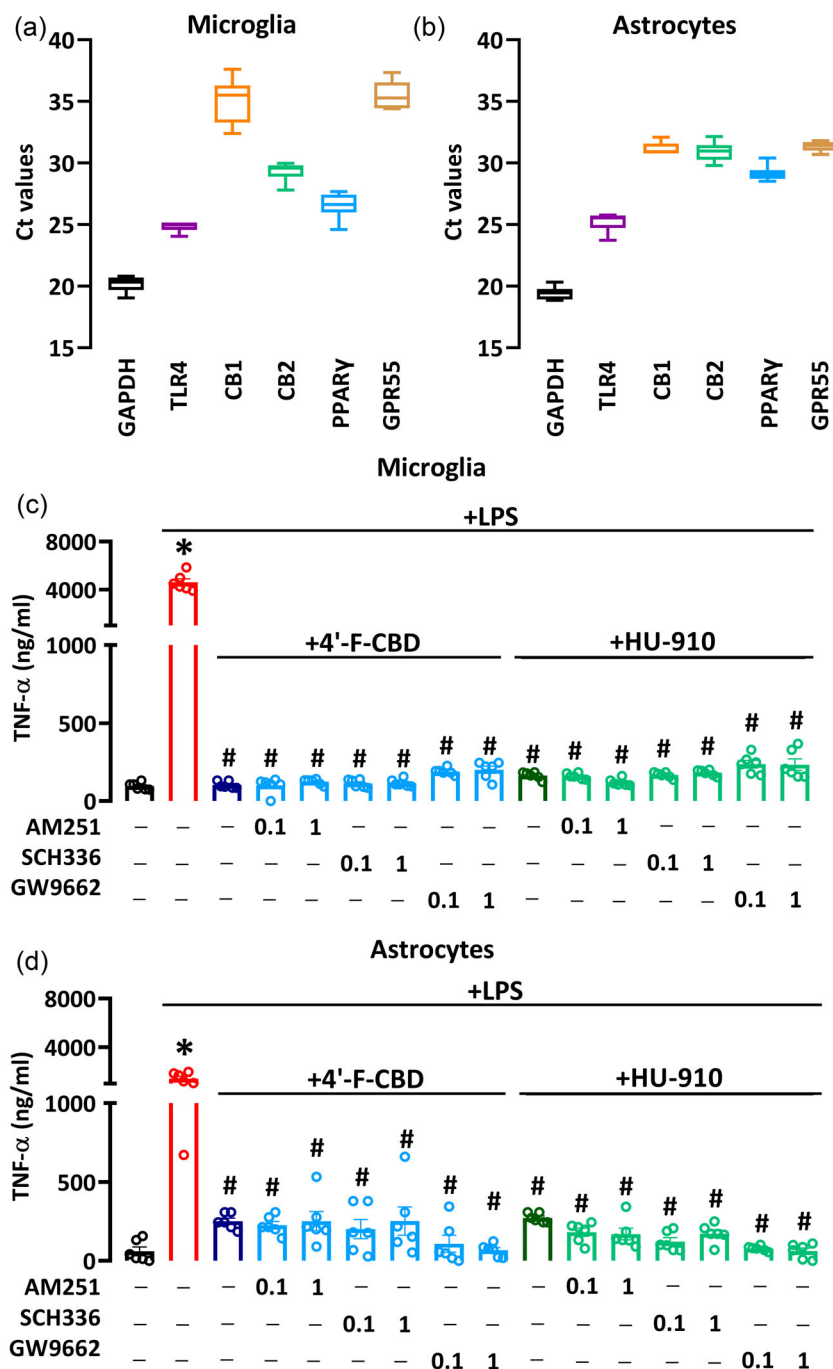 (a) Microglia
(b) Astrocytes
Ct values
40
35
30
25
20
15
GAPDH
TLR4
CB1
CB2
PPARγ
GPR55
Ct values
40
35
30
25
20
15
GAPDH
TLR4
CB1
CB2
PPARγ
GPR55
Microglia
(c)
+LPS
TNF-α (ng/ml)
8000
4000
1000
500
0
*
+4'-F-CBD
+HU-910
# # # # # # # # # # # # # #
AM251 – – – 0.1 1 – – – – – 0.1 1 – – – –
SCH336 – – – – – 0.1 1 – – – – – 0.1 1 – –
GW9662 – – – – – – – 0.1 1 – – – – – 0.1 1
Astrocytes
(d)
+LPS
TNF-α (ng/ml)
8000
4000
1000
500
0
*
+4'-F-CBD
+HU-910
# # # # # # # # # # # # # #
AM251 – – – 0.1 1 – – – – – 0.1 1 – – – –
SCH336 – – – – – 0.1 1 – – – – – 0.1 1 – –
GW9662 – – – – – – – 0.1 1 – – – – – 0.1 1